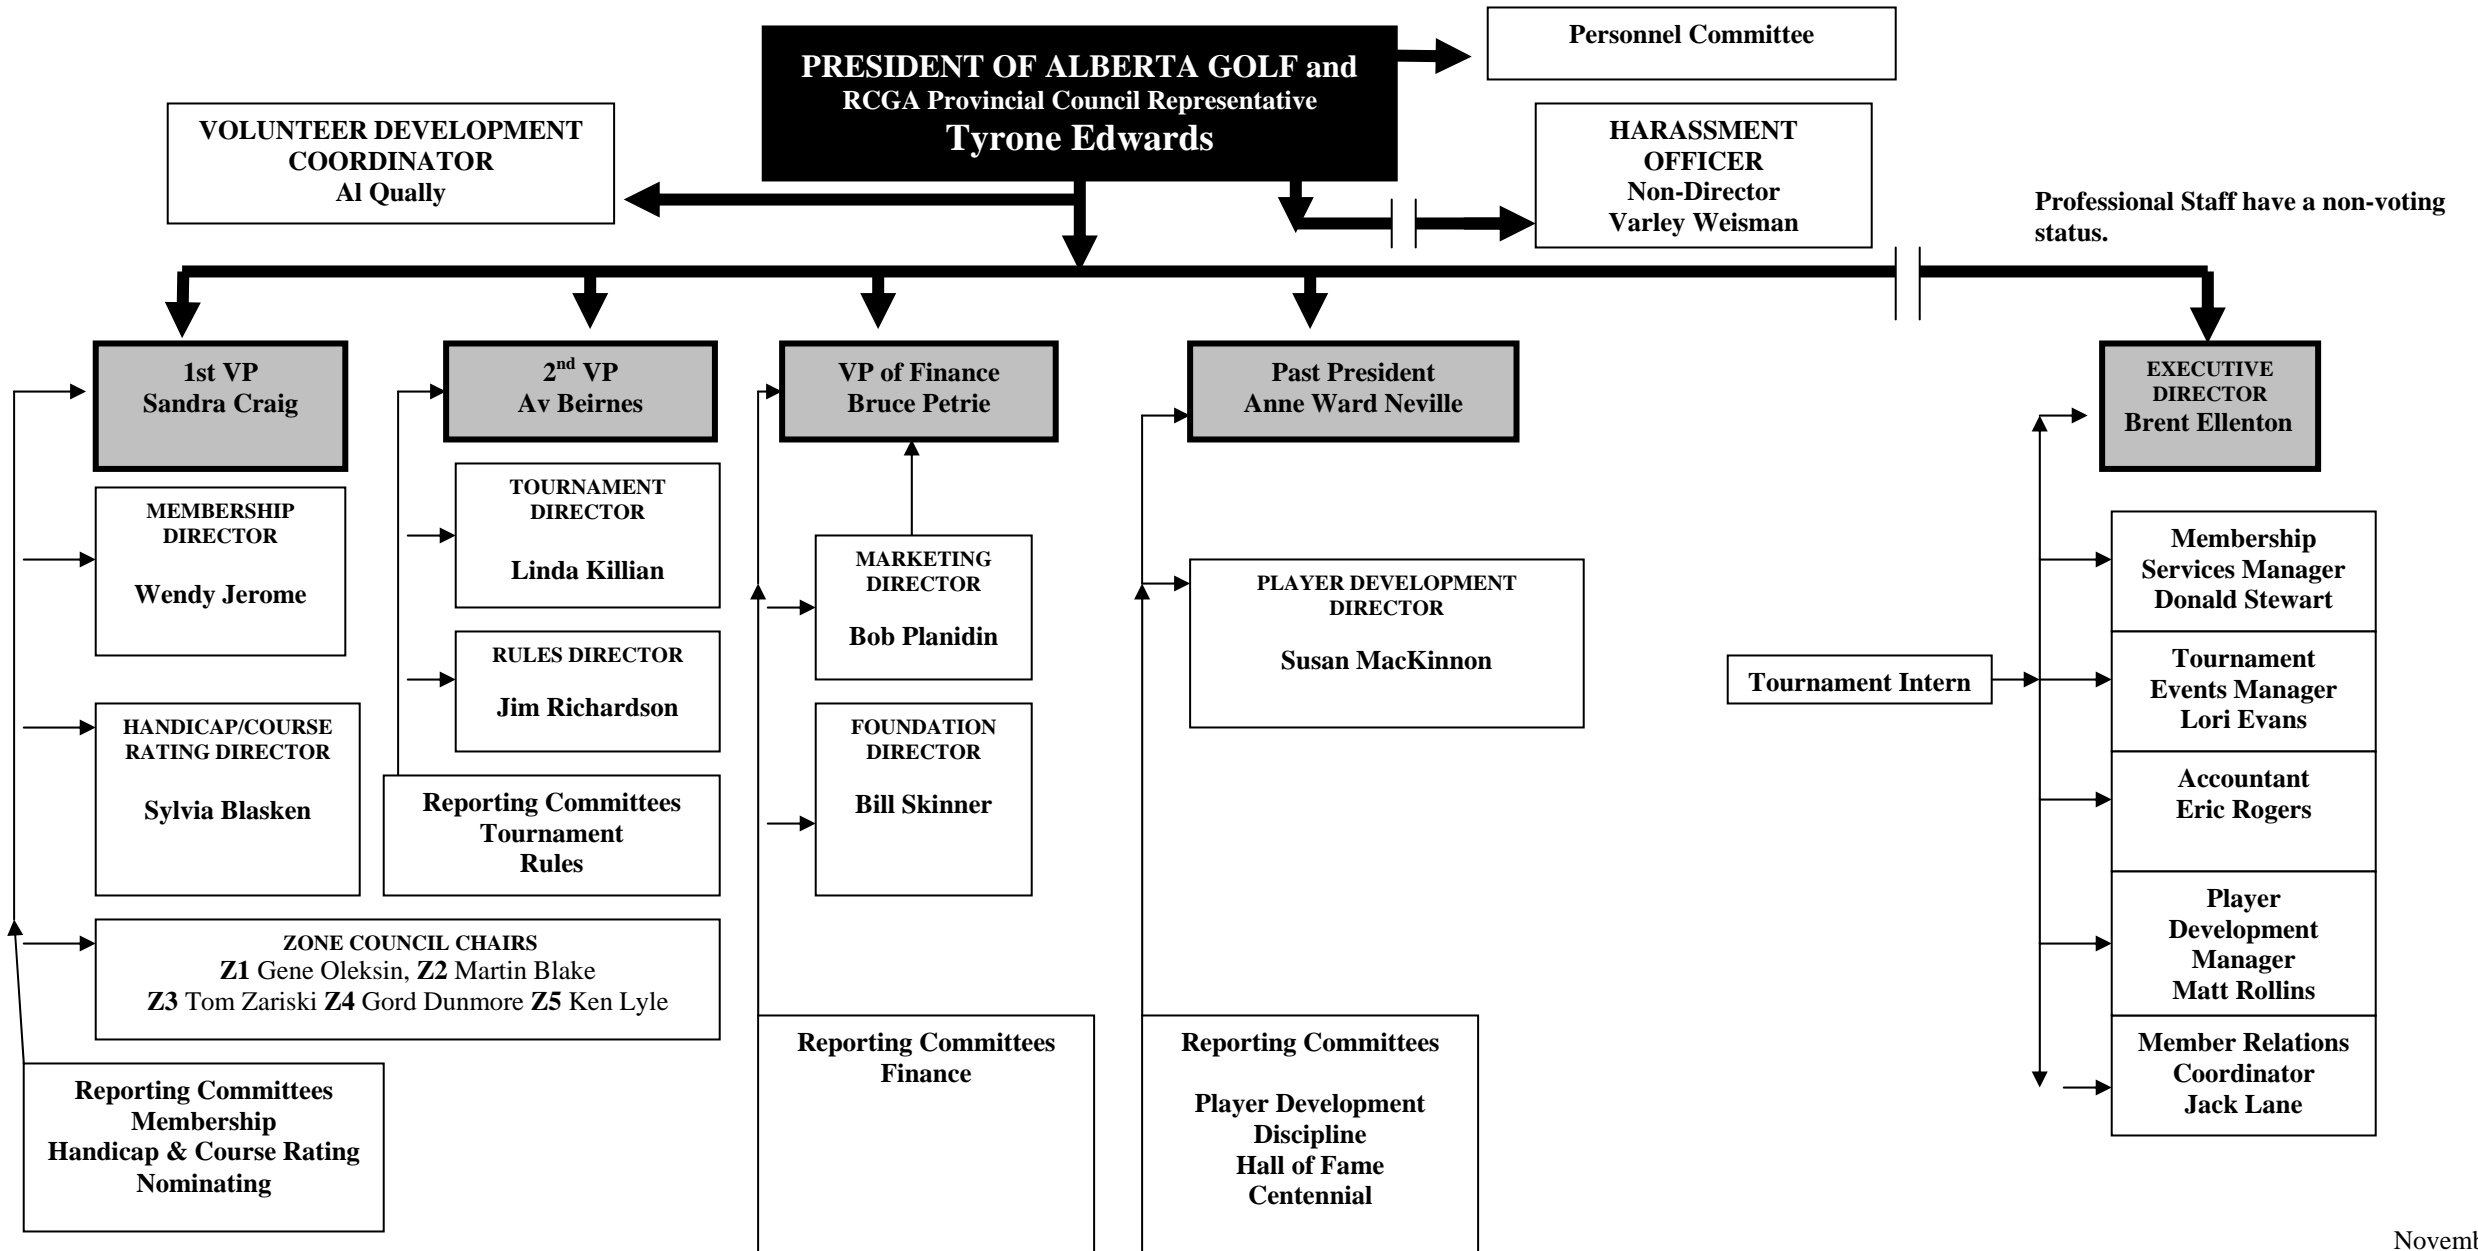 Personnel Committee
PRESIDENT OF ALBERTA GOLF and
RCGA Provincial Council Representative
Tyrone Edwards
VOLUNTEER DEVELOPMENT
COORDINATOR
Al Qually
HARASSMENT
OFFICER
Non-Director
Varley Weisman
Professional Staff have a non-voting
status.
1st VP
Sandra Craig
2nd VP
Av Beirnes
VP of Finance
Bruce Petrie
Past President
Anne Ward Neville
EXECUTIVE
DIRECTOR
Brent Ellenton
MEMBERSHIP
DIRECTOR
Wendy Jerome
HANDICAP/COURSE
RATING DIRECTOR
Sylvia Blasken
TOURNAMENT
DIRECTOR
Linda Killian
RULES DIRECTOR
Jim Richardson
Reporting Committees
Tournament
Rules
MARKETING
DIRECTOR
Bob Planidin
FOUNDATION
DIRECTOR
Bill Skinner
PLAYER DEVELOPMENT
DIRECTOR
Susan MacKinnon
Tournament Intern
Membership
Services Manager
Donald Stewart
Tournament
Events Manager
Lori Evans
Accountant
Eric Rogers
Player
Development
Manager
Matt Rollins
Member Relations
Coordinator
Jack Lane
ZONE COUNCIL CHAIRS
Z1 Gene Oleksin, Z2 Martin Blake
Z3 Tom Zariski Z4 Gord Dunmore Z5 Ken Lyle
Reporting Committees
Membership
Handicap & Course Rating
Nominating
Reporting Committees
Finance
Reporting Committees
Player Development
Discipline
Hall of Fame
Centennial